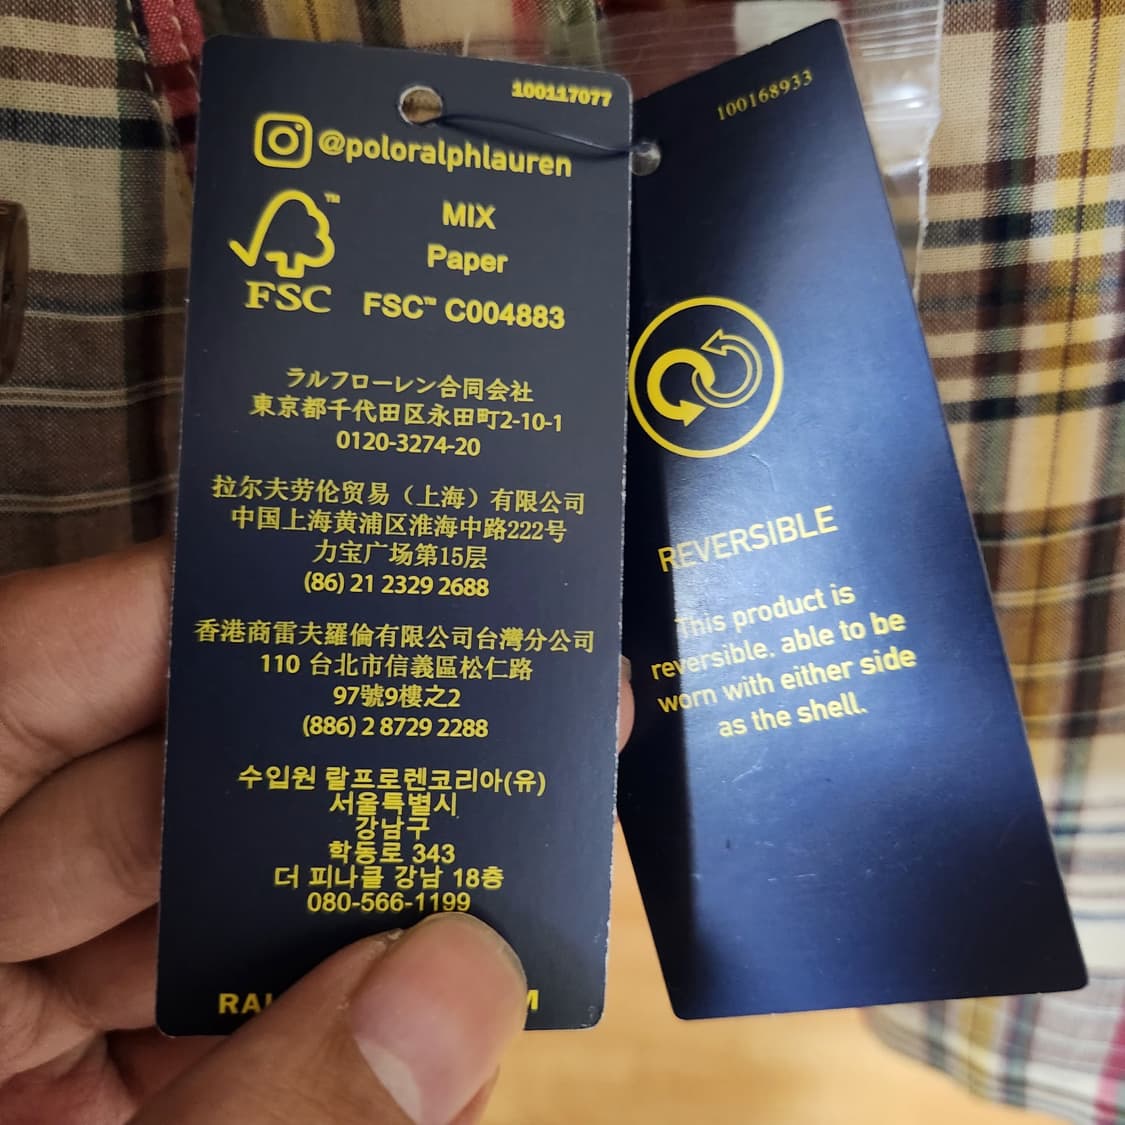 100117077
@poloralphlauren
MIX
Paper
FSC™ C004883
™
FSC
ラルフローレン合同会社
東京都千代田区永田町2-10-1
0120-3274-20
拉尔夫劳伦贸易（上海）有限公司
中国上海黄浦区淮海中路222号
力宝广场第15层
(86) 21 2329 2688
香港商雷夫羅倫有限公司台灣分公司
110 台北市信義區松仁路
97號9樓之2
(886) 2 8729 2288
수입원 랄프로렌코리아(유)
서울특별시
강남구
학동로 343
더 피나클 강남 18층
080-566-1199
100168933
REVERSIBLE
This product is
reversible, able to be
worn with either side
as the shell.